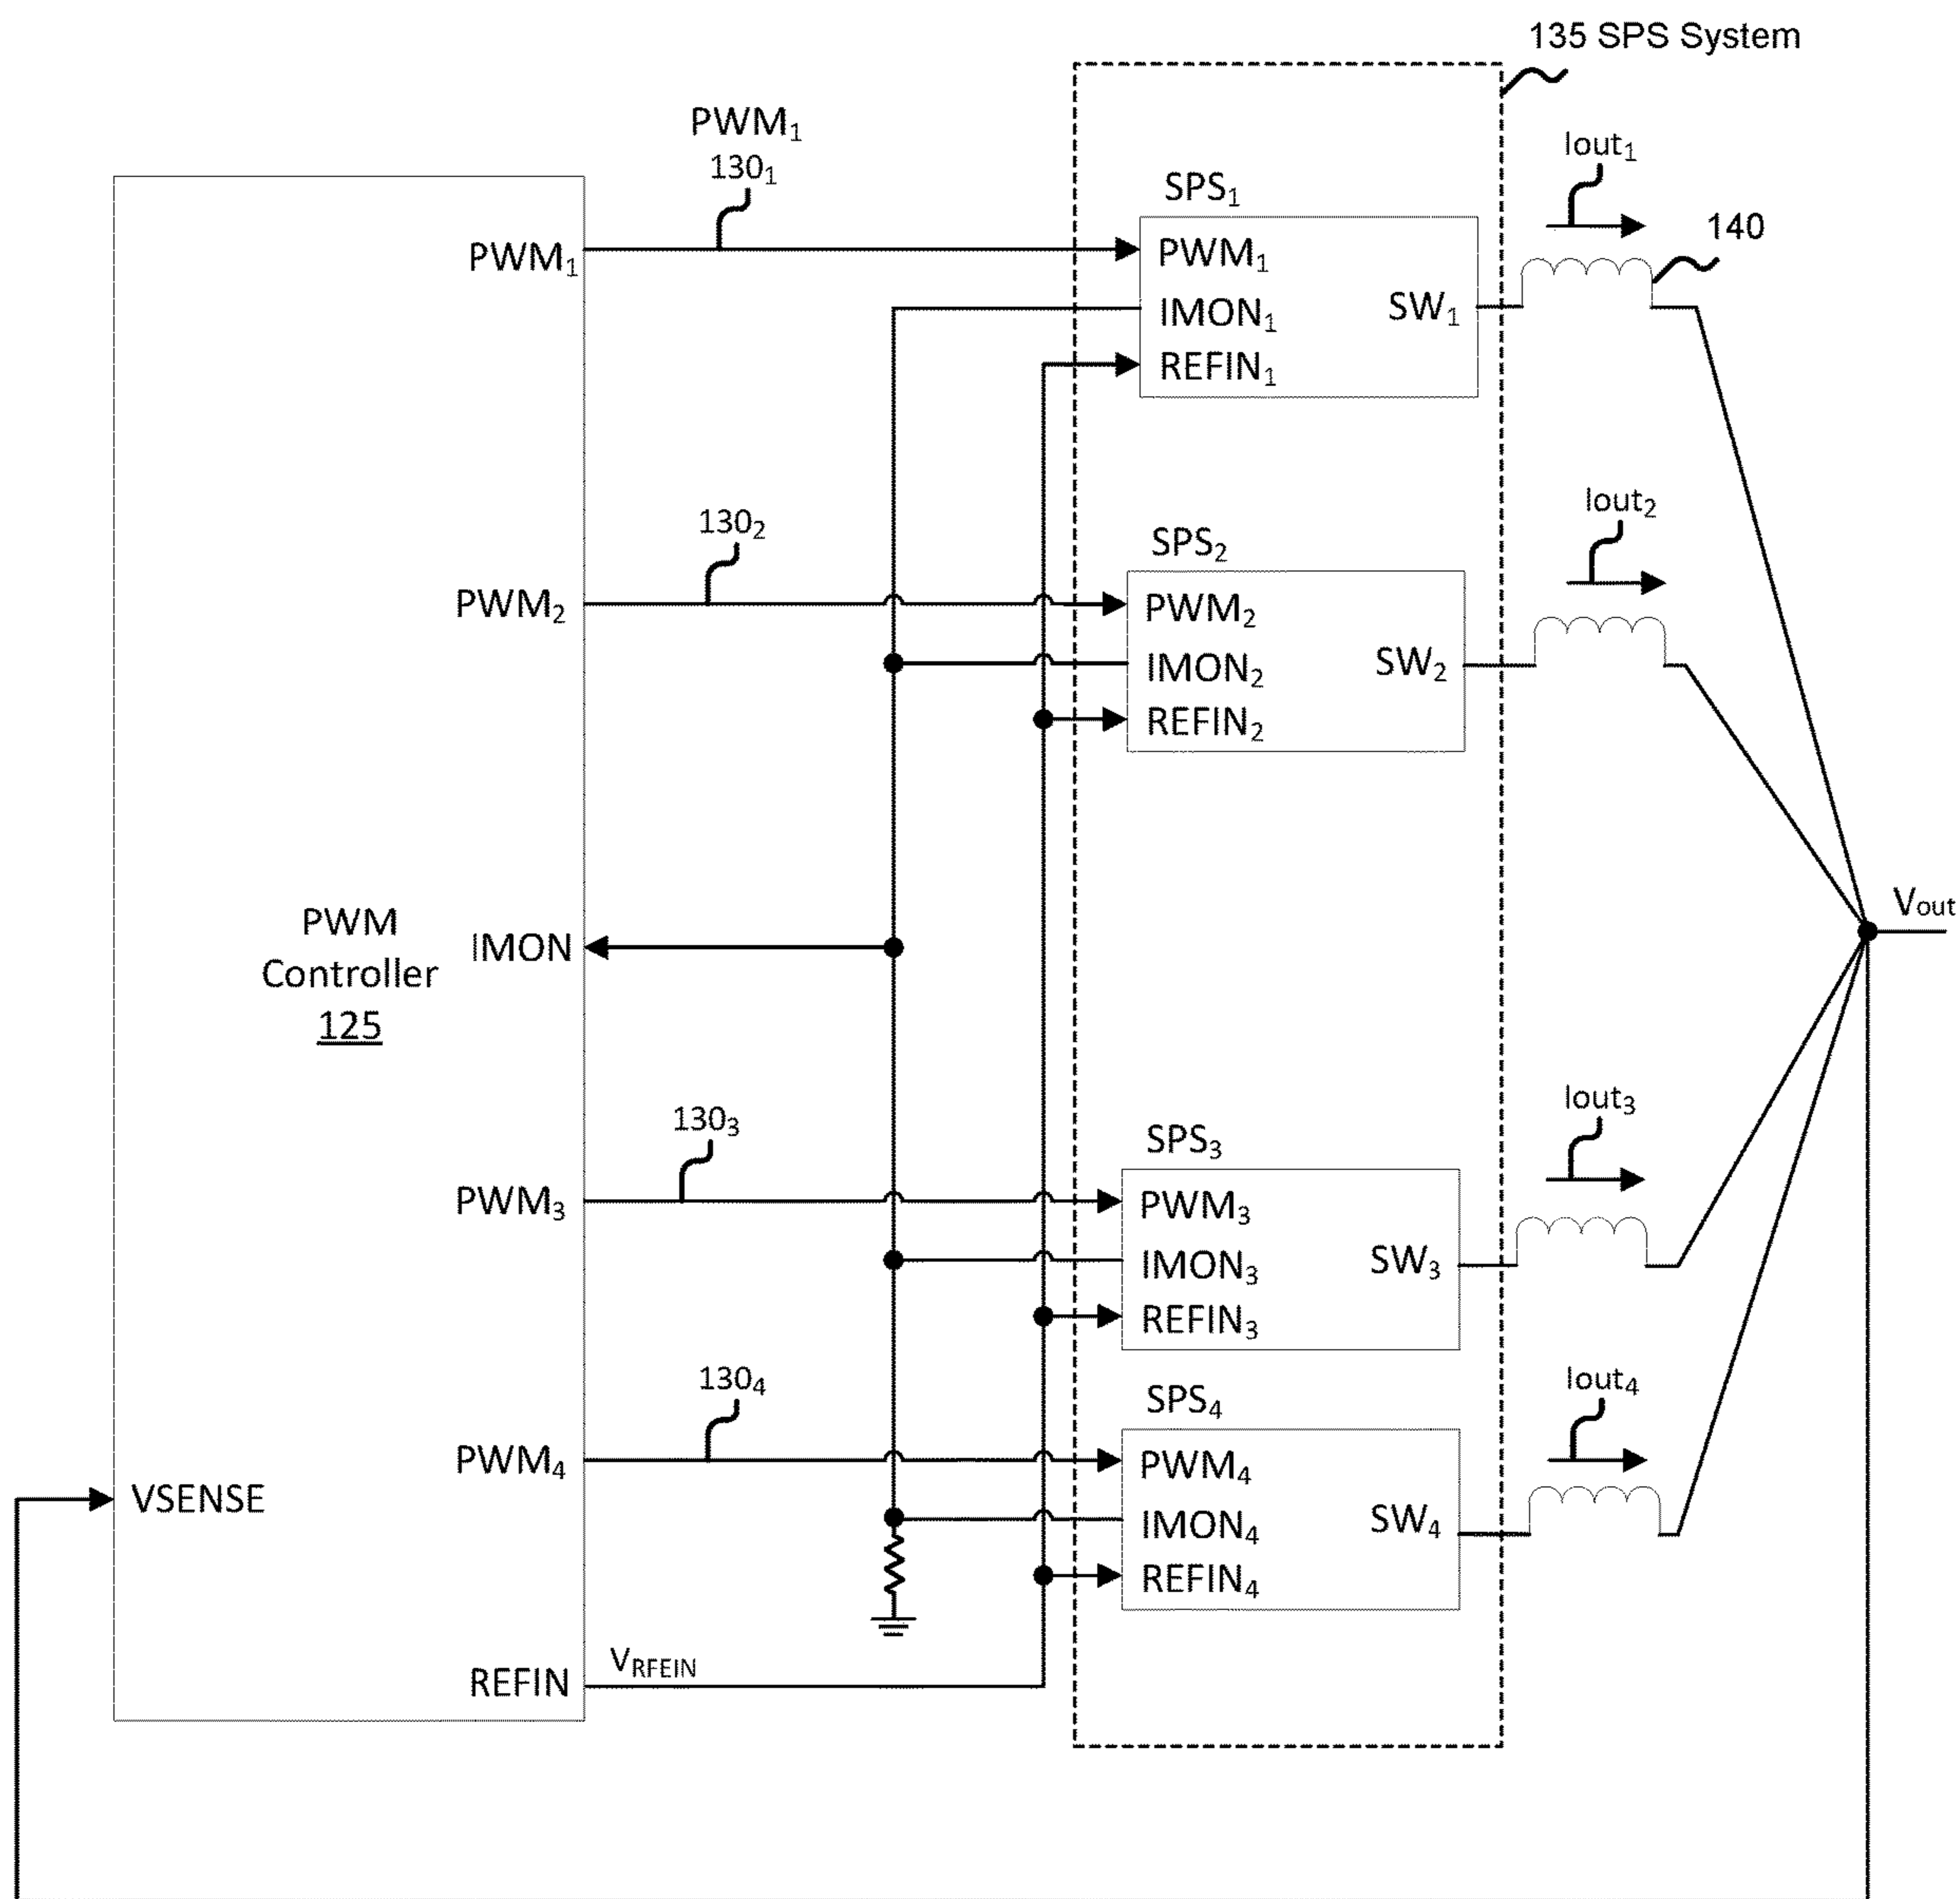 135 SPS System
PWM₁
130₁
Iout₁
140
SPS₁
PWM₁
PWM₁
IMON₁
SW₁
REFIN₁
130₂
Iout₂
SPS₂
PWM₂
PWM₂
IMON₂
SW₂
REFIN₂
Vout
PWM
Controller
125
IMON
130₃
Iout₃
SPS₃
PWM₃
PWM₃
IMON₃
SW₃
REFIN₃
130₄
Iout₄
SPS₄
PWM₄
PWM₄
VSENSE
IMON₄
SW₄
REFIN₄
REFIN
VRFEIN